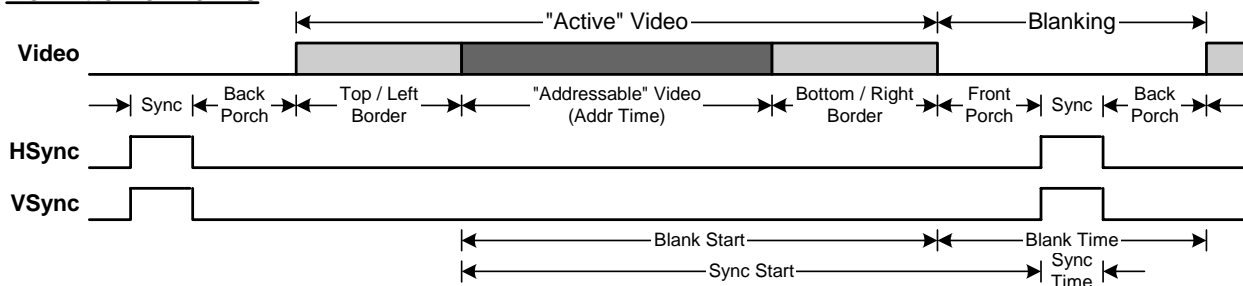 "Active" Video
Blanking
Video
Sync
Back Porch
Top / Left Border
"Addressable" Video (Addr Time)
Bottom / Right Border
Front Porch
Sync
Back Porch
HSync
VSync
Blank Start
Blank Time
Sync Start
Sync Time